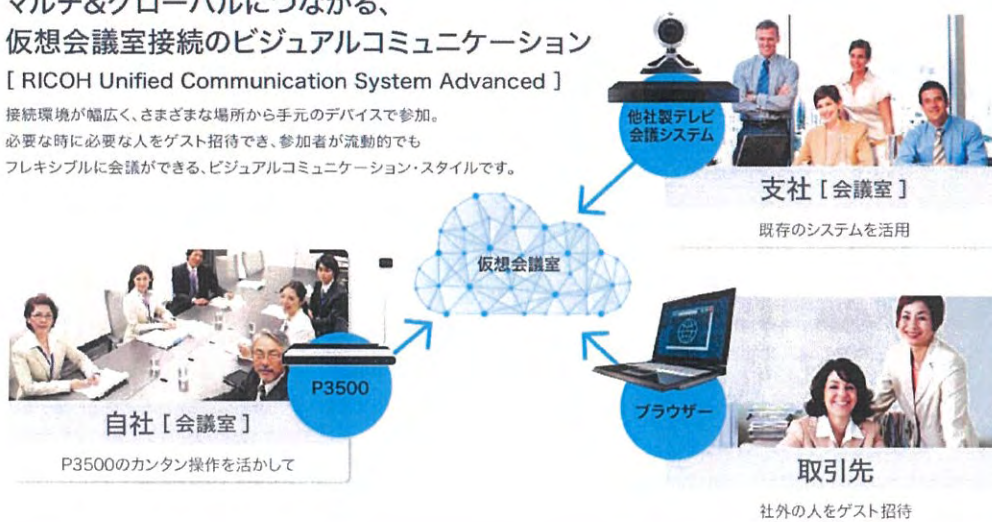 マルチ&グローバルにつながる、
仮想会議室接続のビジュアルコミュニケーション
[ RICOH Unified Communication System Advanced ]
接続環境が幅広く、さまざまな場所から手元のデバイスで参加。
必要な時に必要な人をゲスト招待でき、参加者が流動的でも
フレキシブルに会議ができる、ビジュアルコミュニケーション・スタイルです。
他社製テレビ
会議システム
支社 [ 会議室 ]
既存のシステムを活用
仮想会議室
P3500
自社 [ 会議室 ]
P3500のカンタン操作を活かして
ブラウザー
取引先
社外の人をゲスト招待